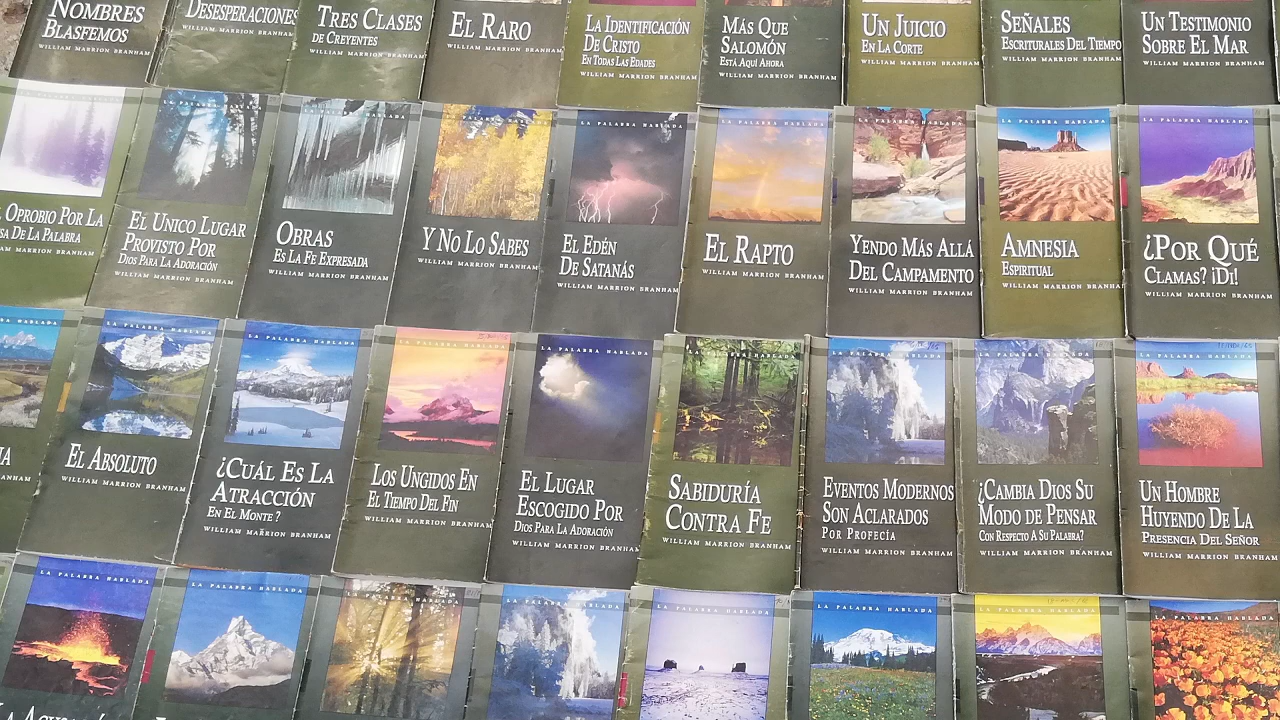 NOMBRES
BLASFEMOS
WILLIAM MARRION BRANHAM
DESESPERACIONES
WILLIAM MARRION BRANHAM
TRES CLASES
DE CREYENTES
WILLIAM MARRION BRANHAM
EL RARO
WILLIAM MARRION BRANHAM
LA IDENTIFICACIÓN
DE CRISTO
EN TODAS LAS EDADES
WILLIAM MARRION BRANHAM
MÁS QUE
SALOMÓN
ESTÁ AQUÍ AHORA
WILLIAM MARRION BRANHAM
UN JUICIO
EN LA CORTE
WILLIAM MARRION BRANHAM
SEÑALES
ESCRITURALES DEL TIEMPO
WILLIAM MARRION BRANHAM
UN TESTIMONIO
SOBRE EL MAR
WILLIAM MARRION BRANHAM
OPROBIO POR LA
SA DE LA PALABRA
WILLIAM MARRION BRANHAM
LA PALABRA HABLADA
EL UNICO LUGAR
PROVISTO POR
DIOS PARA LA ADORACIÓN
WILLIAM MARRION BRANHAM
LA PALABRA HABLADA
OBRAS
ES LA FE EXPRESADA
WILLIAM MARRION BRANHAM
LA PALABRA HABLADA
Y NO LO SABES
WILLIAM MARRION BRANHAM
LA PALABRA HABLADA
EL EDÉN
DE SATANÁS
WILLIAM MARRION BRANHAM
LA PALABRA HABLADA
EL RAPTO
WILLIAM MARRION BRANHAM
LA PALABRA HABLADA
YENDO MÁS ALLÁ
DEL CAMPAMENTO
WILLIAM MARRION BRANHAM
LA PALABRA HABLADA
AMNESIA
ESPIRITUAL
WILLIAM MARRION BRANHAM
LA PALABRA HABLADA
¿POR QUÉ
CLAMAS? ¡DI!
WILLIAM MARRION BRANHAM
HABLADA
LA PALABRA HABLADA
EL ABSOLUTO
WILLIAM MARRION BRANHAM
LA PALABRA HABLADA
¿CUÁL ES LA
ATRACCIÓN
EN EL MONTE?
WILLIAM MARRION BRANHAM
LA PALABRA HABLADA
LOS UNGIDOS EN
EL TIEMPO DEL FIN
WILLIAM MARRION BRANHAM
LA PALABRA HABLADA
EL LUGAR
ESCOGIDO POR
DIOS PARA LA ADORACIÓN
WILLIAM MARRION BRANHAM
LA PALABRA HABLADA
SABIDURÍA
CONTRA FE
WILLIAM MARRION BRANHAM
LA PALABRA HABLADA
EVENTOS MODERNOS
SON ACLARADOS
POR PROFECÍA
WILLIAM MARRION BRANHAM
LA PALABRA HABLADA
¿CAMBIA DIOS SU
MODO DE PENSAR
CON RESPECTO A SU PALABRA?
WILLIAM MARRION BRANHAM
LA PALABRA HABLADA
UN HOMBRE
HUYENDO DE LA
PRESENCIA DEL SEÑOR
WILLIAM MARRION BRANHAM
LA PALABRA HABLADA
LA PALABRA HABLADA
LA PALABRA HABLADA
LA PALABRA HABLADA
LA PALABRA HABLADA
LA PALABRA HABLADA
LA PALABRA HABLADA
LA PALABRA HABLADA